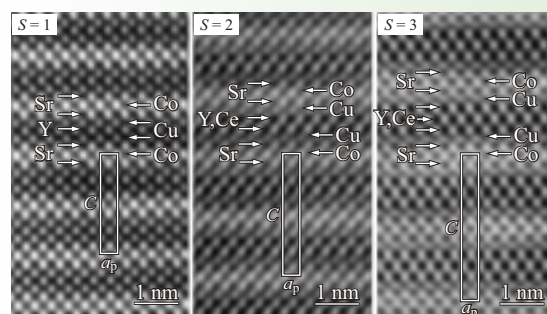 S = 1
Sr
Y
Sr
Co
Cu
Co
C
aₚ
1 nm
S = 2
Sr
Y,Ce
Sr
Co
Cu
Cu
Co
C
aₚ
1 nm
S = 3
Sr
Y,Ce
Sr
Co
Cu
Cu
Co
C
aₚ
1 nm